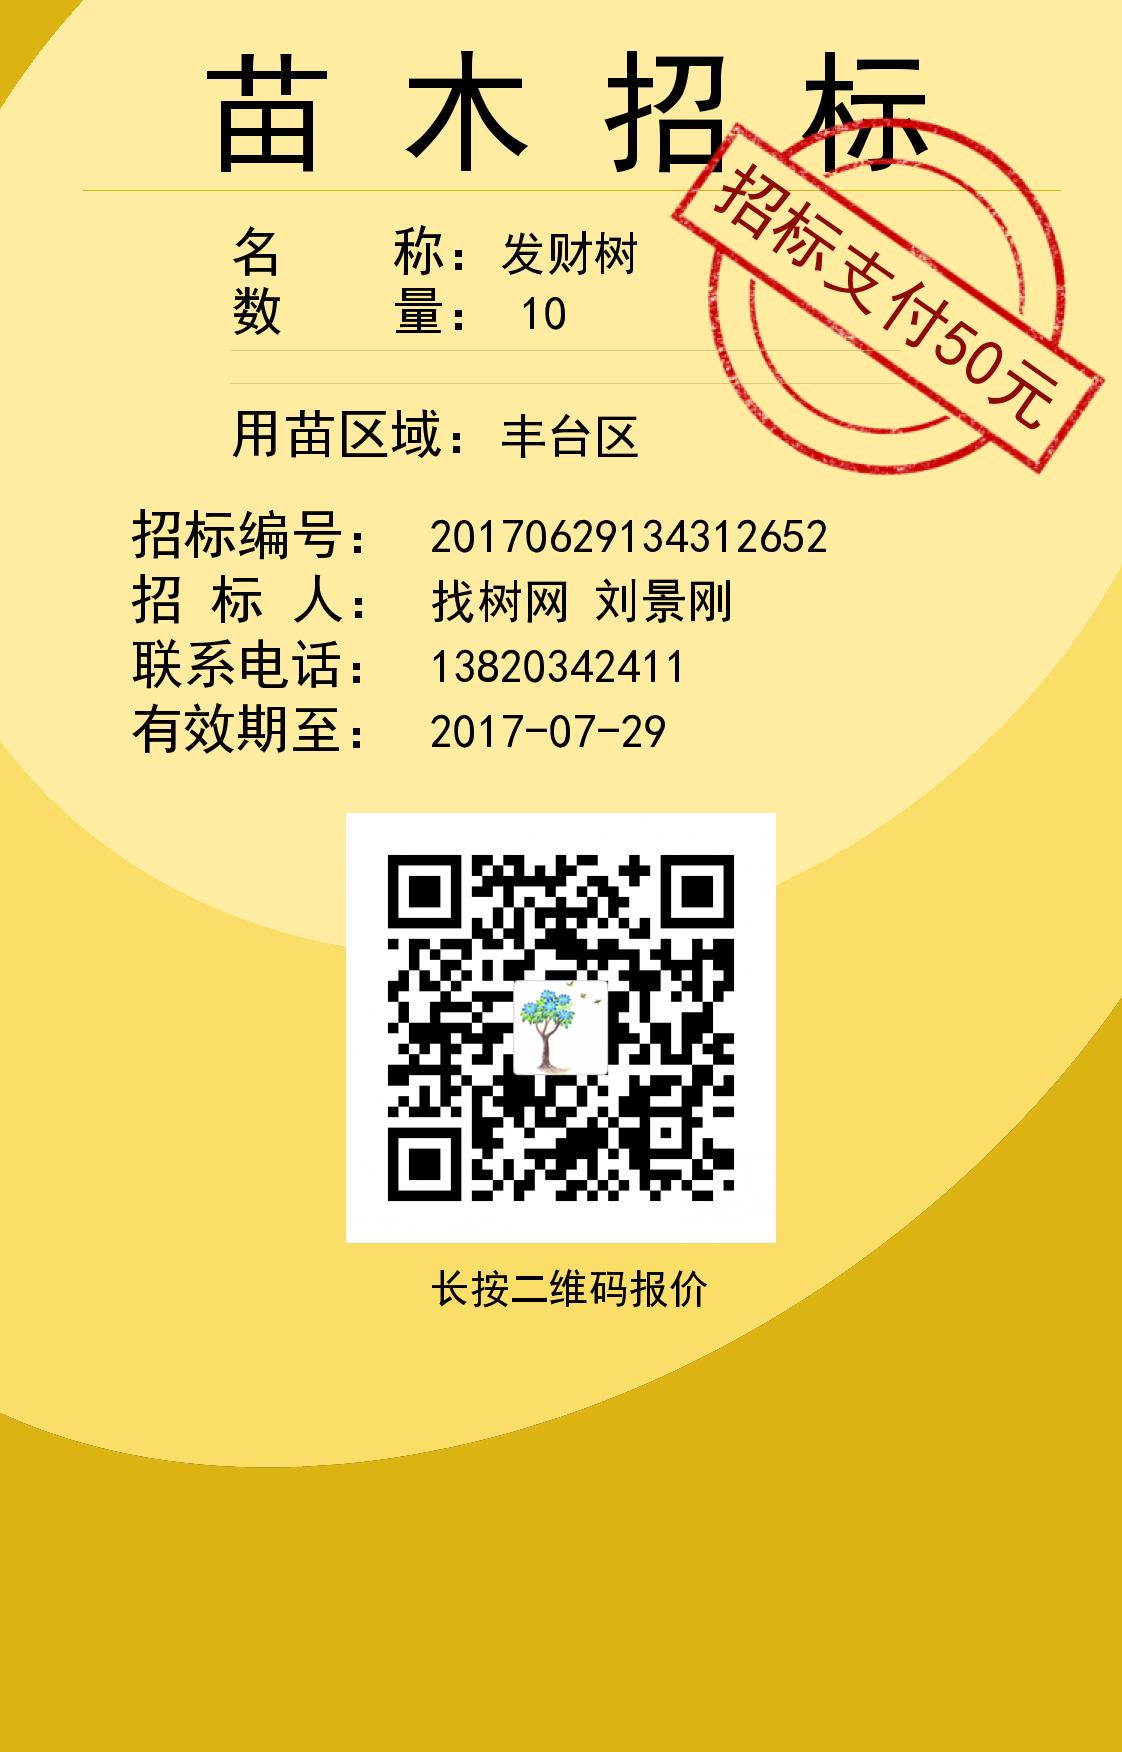 苗木招标
招标支付50元
名 称：发财树
数 量： 10
用苗区域：丰台区
招标编号： 20170629134312652
招 标 人： 找树网 刘景刚
联系电话： 13820342411
有效期至： 2017-07-29
长按二维码报价